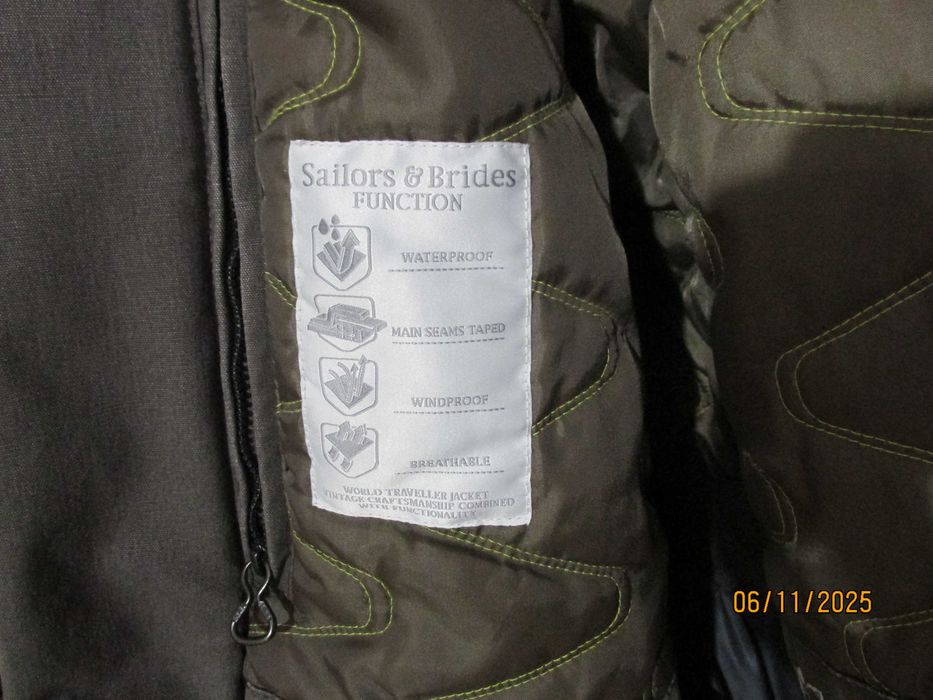 Sailors & Brides
FUNCTION
WATERPROOF
MAIN SEAMS TAPED
WINDPROOF
BREATHABLE
WORLD TRAVELLER JACKET
VINTAGE CRAFTSMANSHIP COMBINED
WITH FUNCTIONALITY
06/11/2025